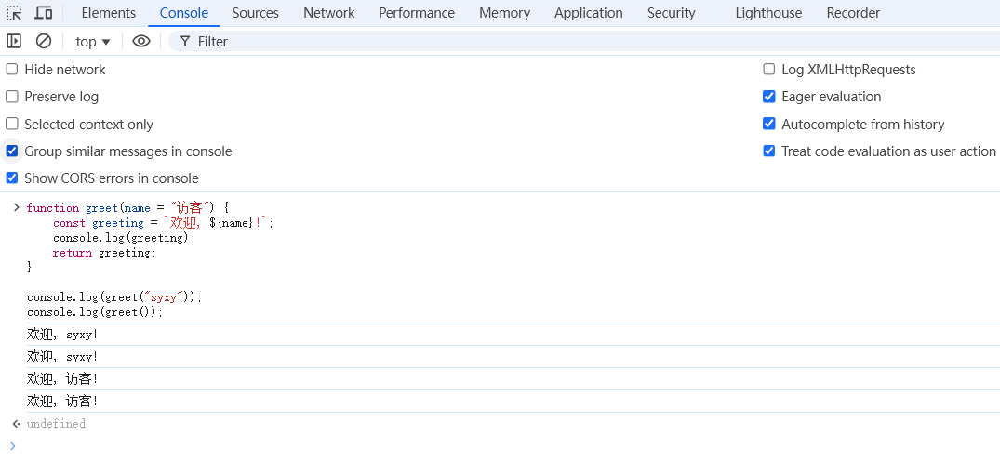 Elements Console Sources Network Performance Memory Application Security Lighthouse Recorder
top Filter
Hide network Log XMLHttpRequests
Preserve log Eager evaluation
Selected context only Autocomplete from history
Group similar messages in console Treat code evaluation as user action
Show CORS errors in console
function greet(name = "访客") {
    const greeting = `欢迎, ${name}!`;
    console.log(greeting);
    return greeting;
}
console.log(greet("syxy"));
console.log(greet());
欢迎, syxy!
欢迎, syxy!
欢迎, 访客!
欢迎, 访客!
undefined